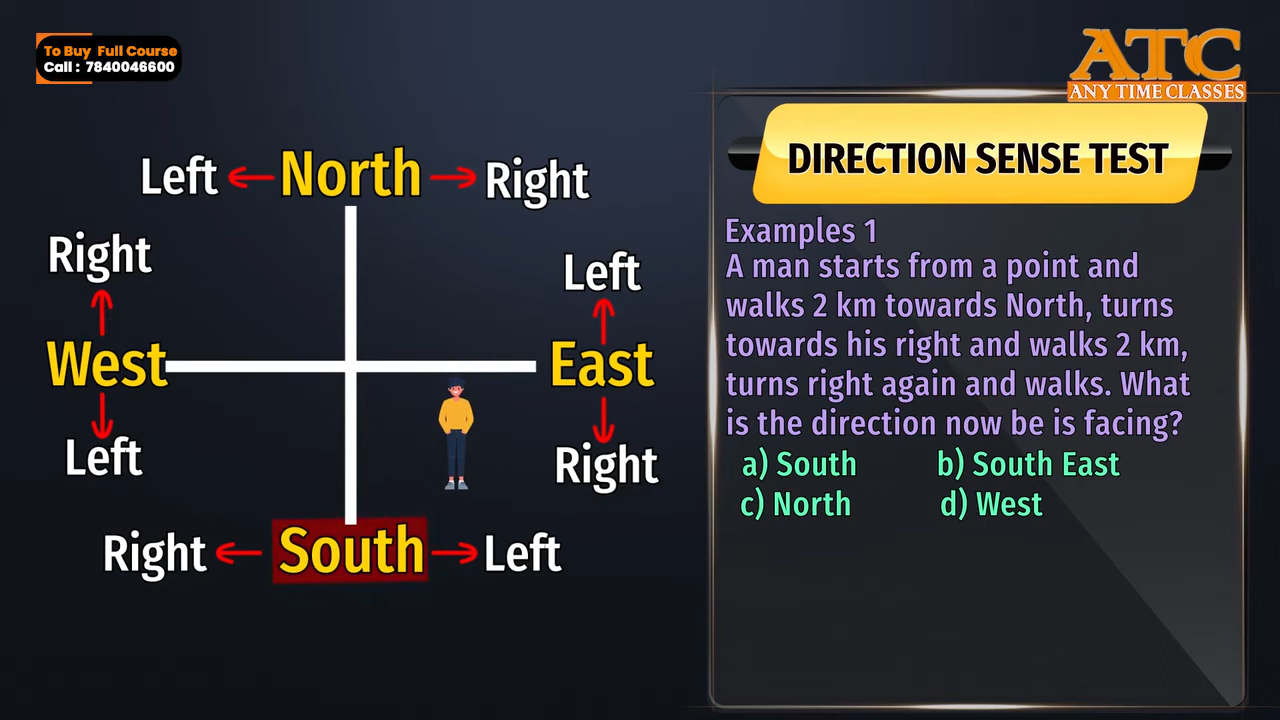 To Buy Full Course
Call : 7840046600
ATC
ANY TIME CLASSES
DIRECTION SENSE TEST
Left North Right
Right
Left
West
East
Left
Right
Right South Left
Examples 1
A man starts from a point and
walks 2 km towards North, turns
towards his right and walks 2 km,
turns right again and walks. What
is the direction now be is facing?
a) South b) South East
c) North d) West